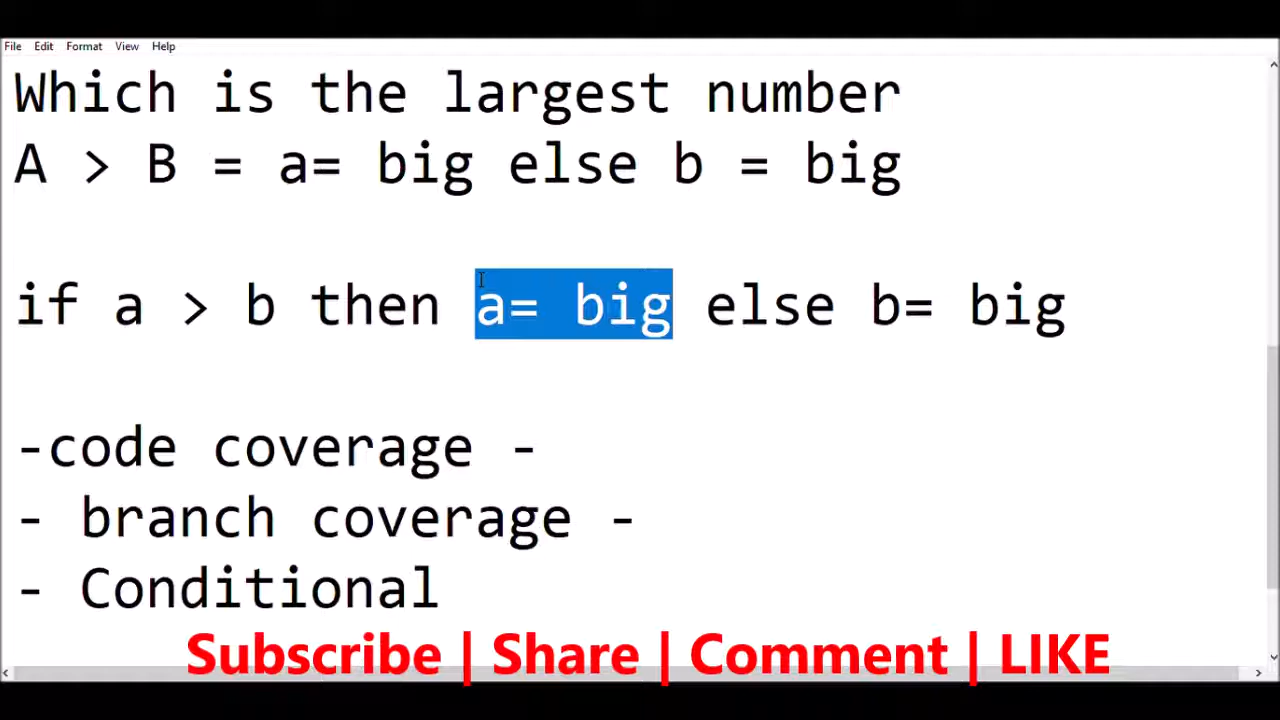 File Edit Format View Help
Which is the largest number
A > B = a= big else b = big
if a > b then a= big else b= big
-code coverage -
- branch coverage -
- Conditional
Subscribe | Share | Comment | LIKE